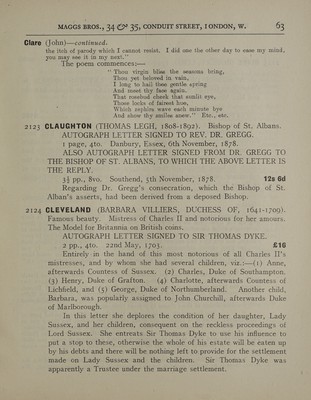 MAGGS BROS., 34 & 35, CONDUIT STREET, LONDON, W. 63
Clare (John)—continued.
the itch of parody which I cannot resist, I did one the other day to ease my mind,
you may see it in my next."
The poem commences:—
"Thou virgin bliss the seasons bring,
Thou yet beloved in vain,
I long to hail thee gentle spring
And meet thy face again.
That rosebud cheek that sunlit eye,
Those locks of fairest hue,
Which zephirs wave each minute bye
And show thy smiles anew." Etc., etc.
2123 CLAUGHTON (THOMAS LEGH, 1808-1892). Bishop of St. Albans.
AUTOGRAPH LETTER SIGNED TO REV. DR. GREGG.
1 page, 4to. Danbury, Essex, 6th November, 1878.
ALSO AUTOGRAPH LETTER SIGNED FROM DR. GREGG TO
THE BISHOP OF ST. ALBANS, TO WHICH THE ABOVE LETTER IS
THE REPLY.
3½ pp., 8vo. Southend, 5th November, 1878. 12s 6d
Regarding Dr. Gregg's consecration, which the Bishop of St.
Alban's asserts, had been derived from a deposed Bishop.
2124 CLEVELAND (BARBARA VILLIERS, DUCHESS OF, 1641-1709).
Famous beauty. Mistress of Charles II and notorious for her amours.
The Model for Britannia on British coins.
AUTOGRAPH LETTER SIGNED TO SIR THOMAS DYKE.
2 pp., 4to. 22nd May, 1703. £16
Entirely in the hand of this most notorious of all Charles II's
mistresses, and by whom she had several children, viz.:—(1) Anne,
afterwards Countess of Sussex. (2) Charles, Duke of Southampton.
(3) Henry, Duke of Grafton. (4) Charlotte, afterwards Countess of
Lichfield, and (5) George, Duke of Northumberland. Another child,
Barbara, was popularly assigned to John Churchill, afterwards Duke
of Marlborough.
In this letter she deplores the condition of her daughter, Lady
Sussex, and her children, consequent on the reckless proceedings of
Lord Sussex. She entreats Sir Thomas Dyke to use his influence to
put a stop to these, otherwise the whole of his estate will be eaten up
by his debts and there will be nothing left to provide for the settlement
made on Lady Sussex and the children. Sir Thomas Dyke was
apparently a Trustee under the marriage settlement.